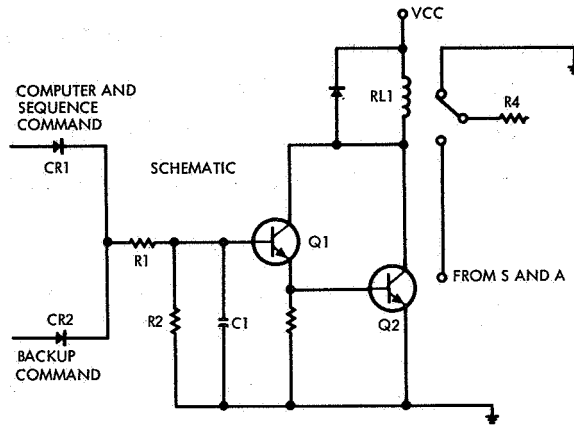 VCC
COMPUTER AND
SEQUENCE
COMMAND
RL1
R4
CR1
SCHEMATIC
Q1
R1
FROM S AND A
CR2
R2
C1
Q2
BACKUP
COMMAND